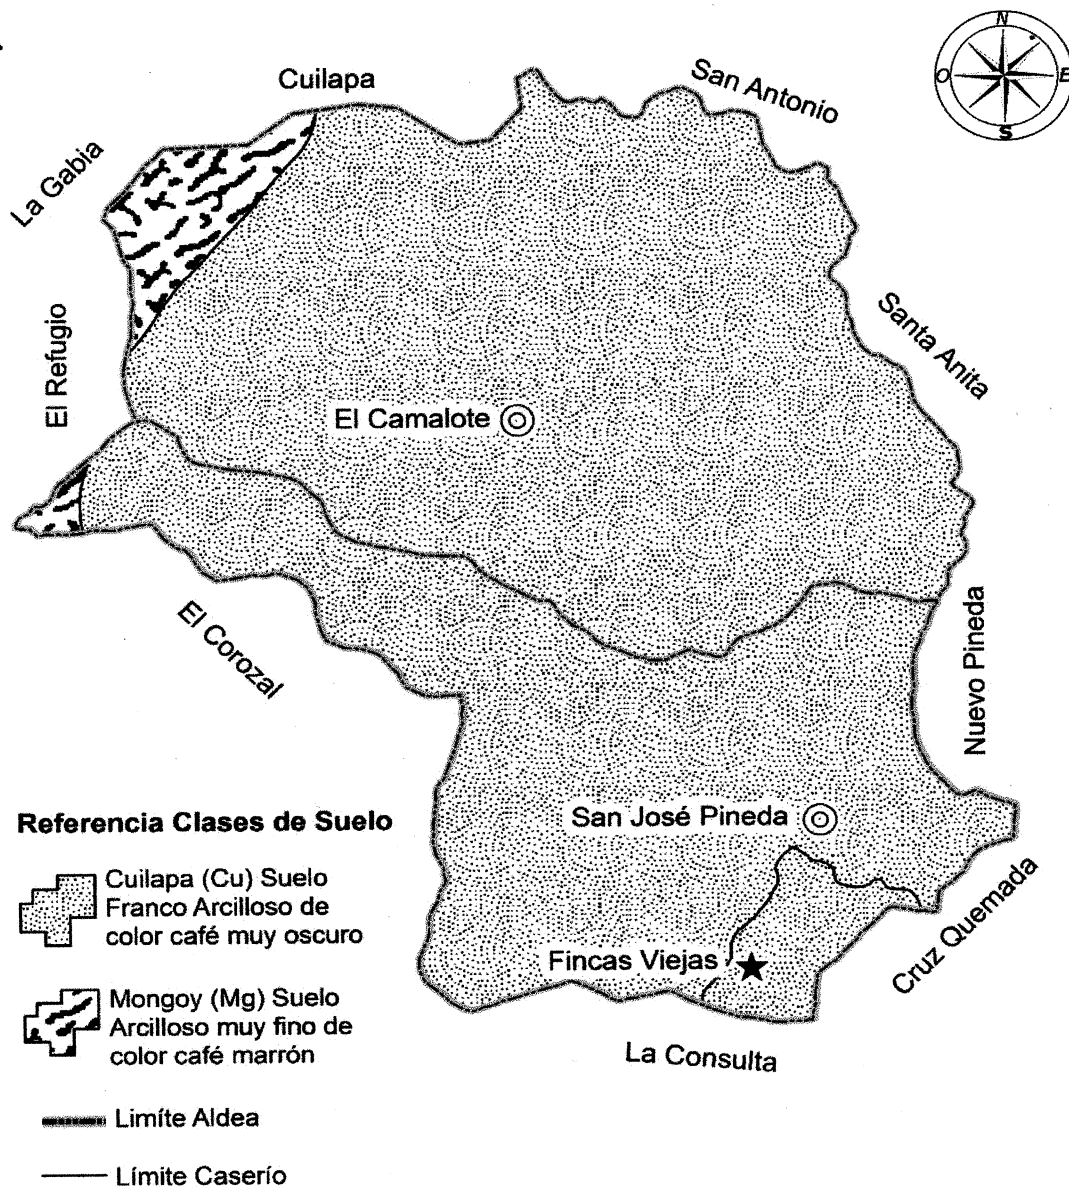 Cuilapa
San Antonio
N
O
E
S
La Gabia
Santa Anita
El Refugio
El Camalote
El Corozal
Nuevo Pineda
San José Pineda
Referencia Clases de Suelo
Cuilapa (Cu) Suelo
Franco Arcilloso de
color café muy oscuro
Cruz Quemada
Fincas Viejas
Mongoy (Mg) Suelo
Arcilloso muy fino de
color café marrón
La Consulta
Limíte Aldea
Límite Caserío